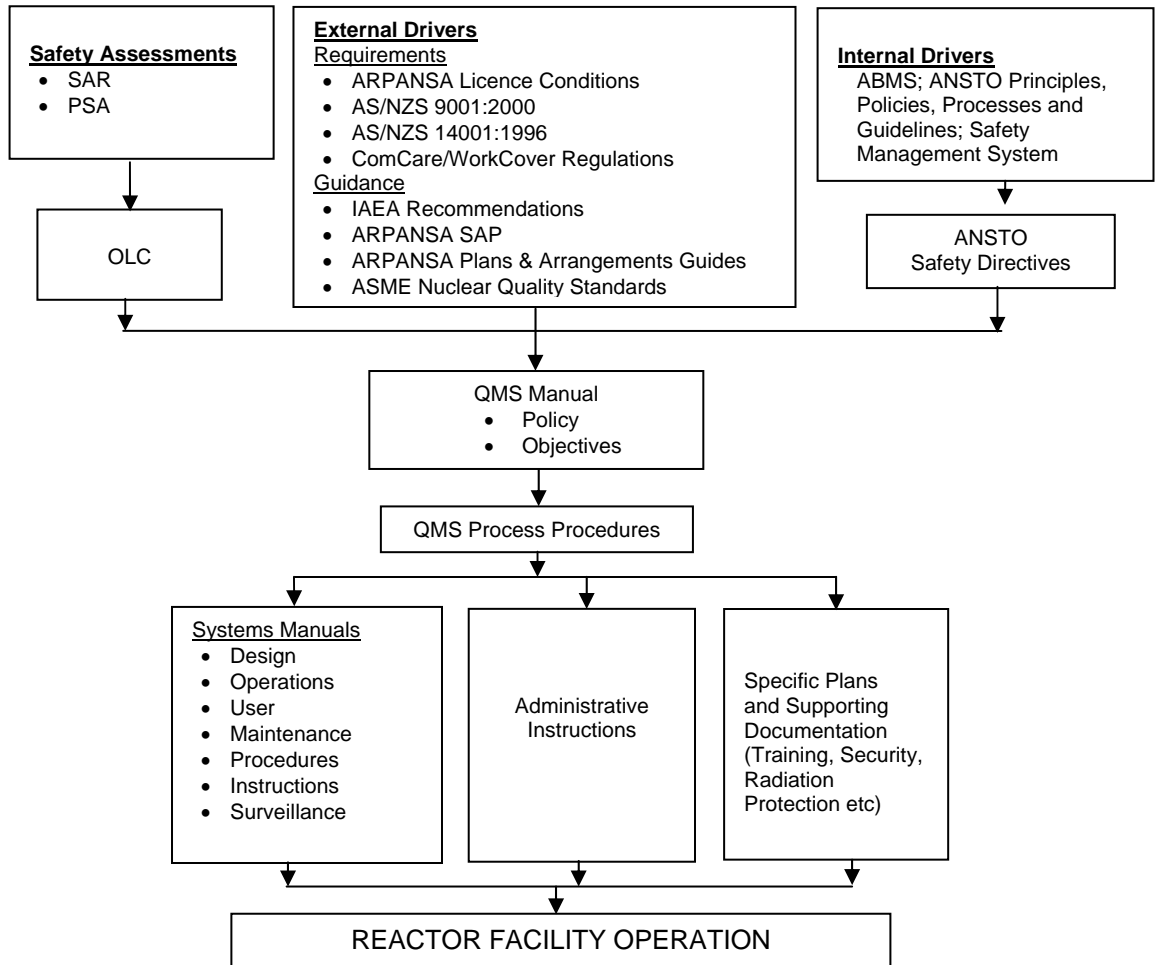 Safety Assessments
• SAR
• PSA
External Drivers
Requirements
• ARPANSA Licence Conditions
• AS/NZS 9001:2000
• AS/NZS 14001:1996
• ComCare/WorkCover Regulations
Guidance
• IAEA Recommendations
• ARPANSA SAP
• ARPANSA Plans & Arrangements Guides
• ASME Nuclear Quality Standards
Internal Drivers
ABMS; ANSTO Principles,
Policies, Processes and
Guidelines; Safety
Management System
OLC
ANSTO
Safety Directives
QMS Manual
• Policy
• Objectives
QMS Process Procedures
Systems Manuals
• Design
• Operations
• User
• Maintenance
• Procedures
• Instructions
• Surveillance
Administrative
Instructions
Specific Plans
and Supporting
Documentation
(Training, Security,
Radiation
Protection etc)
REACTOR FACILITY OPERATION